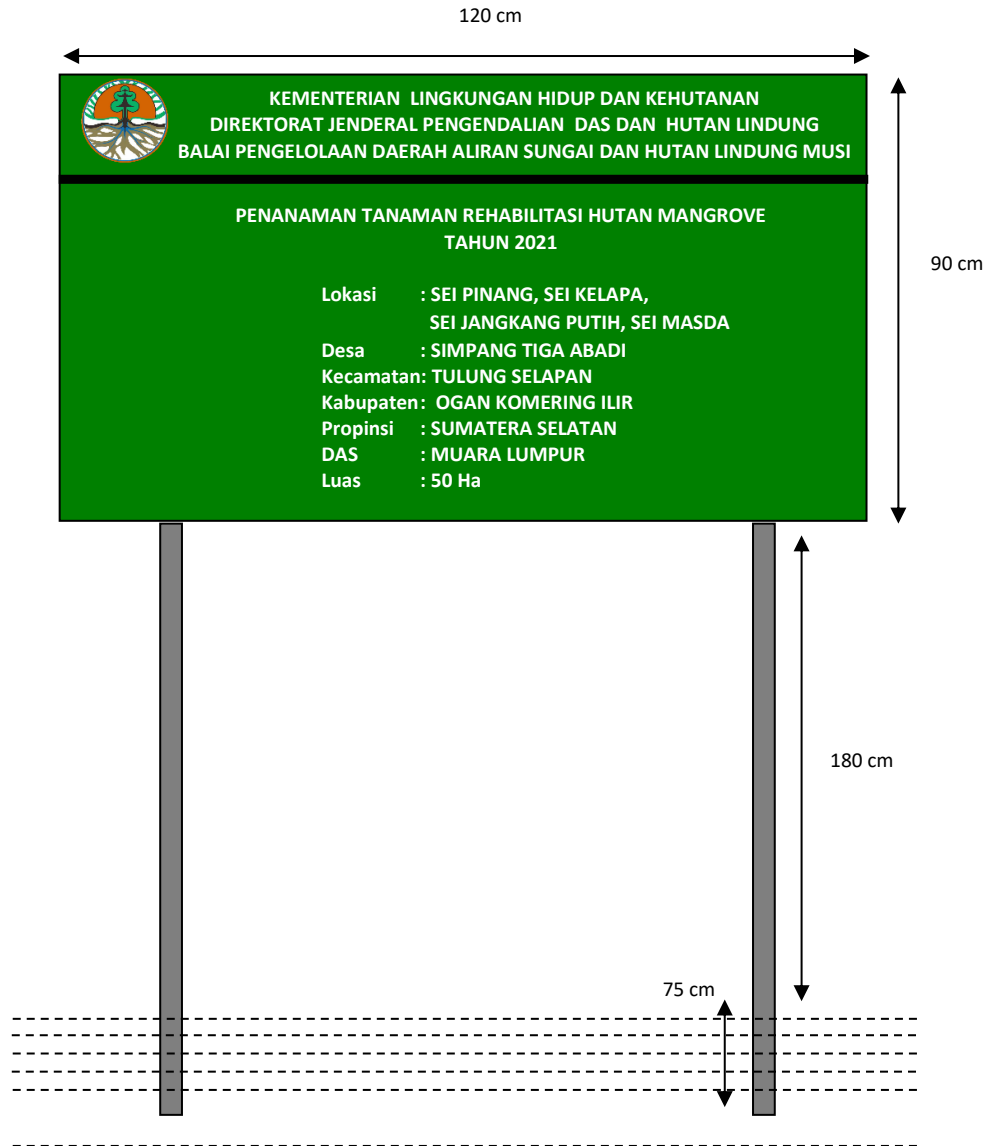 120 cm
KEMENTERIAN LINGKUNGAN HIDUP DAN KEHUTANAN
DIREKTORAT JENDERAL PENGENDALIAN DAS DAN HUTAN LINDUNG
BALAI PENGELOLAAN DAERAH ALIRAN SUNGAI DAN HUTAN LINDUNG MUSI
PENANAMAN TANAMAN REHABILITASI HUTAN MANGROVE
TAHUN 2021
90 cm
Lokasi : SEI PINANG, SEI KELAPA,
SEI JANGKANG PUTIH, SEI MASDA
Desa : SIMPANG TIGA ABADI
Kecamatan: TULUNG SELAPAN
Kabupaten: OGAN KOMERING ILIR
Propinsi : SUMATERA SELATAN
DAS : MUARA LUMPUR
Luas : 50 Ha
180 cm
75 cm